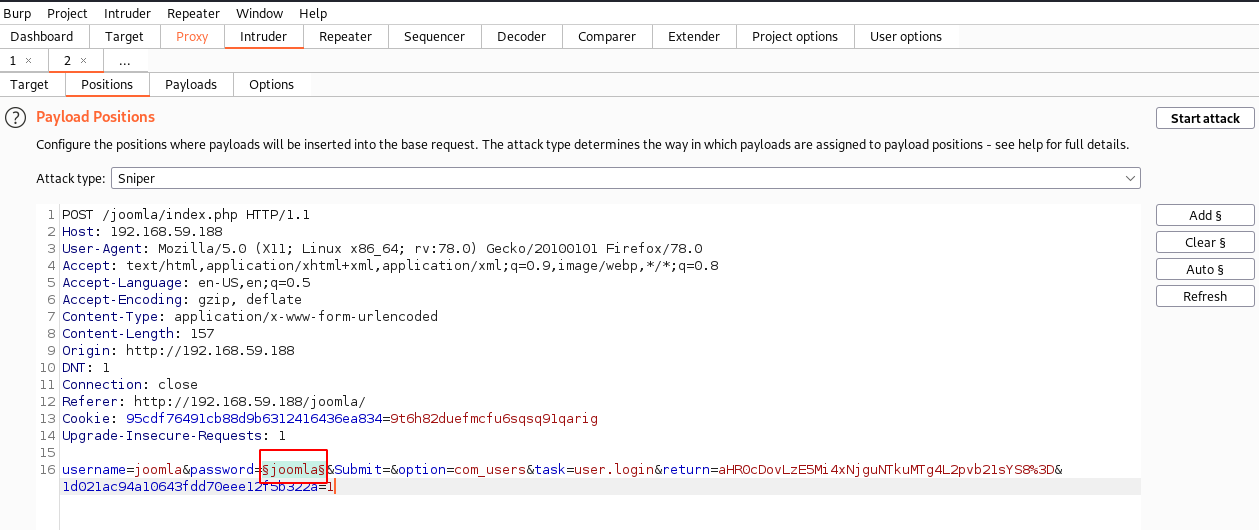 Burp Project Intruder Repeater Window Help
Dashboard Target Proxy Intruder Repeater Sequencer Decoder Comparer Extender Project options User options
1 × 2 × ...
Target Positions Payloads Options
? Payload Positions
Start attack
Configure the positions where payloads will be inserted into the base request. The attack type determines the way in which payloads are assigned to payload positions - see help for full details.
Attack type: Sniper
1 POST /joomla/index.php HTTP/1.1
2 Host: 192.168.59.188
3 User-Agent: Mozilla/5.0 (X11; Linux x86_64; rv:78.0) Gecko/20100101 Firefox/78.0
4 Accept: text/html,application/xhtml+xml,application/xml;q=0.9,image/webp,*/*;q=0.8
5 Accept-Language: en-US,en;q=0.5
6 Accept-Encoding: gzip, deflate
7 Content-Type: application/x-www-form-urlencoded
8 Content-Length: 157
9 Origin: http://192.168.59.188
10 DNT: 1
11 Connection: close
12 Referer: http://192.168.59.188/joomla/
13 Cookie: 95cdf76491cb88d9b6312416436ea834=9t6h82duefmcfu6sqsq91qarig
14 Upgrade-Insecure-Requests: 1
15
16 username=joomla&password=§joomla§&Submit=&option=com_users&task=user.login&return=aHR0cDovLzE5Mi4xNjguNTkuMTg4L2pvb21sYS8%3D&
1d021ac94a10643fdd70eee12f5b322a=1
Add §
Clear §
Auto §
Refresh